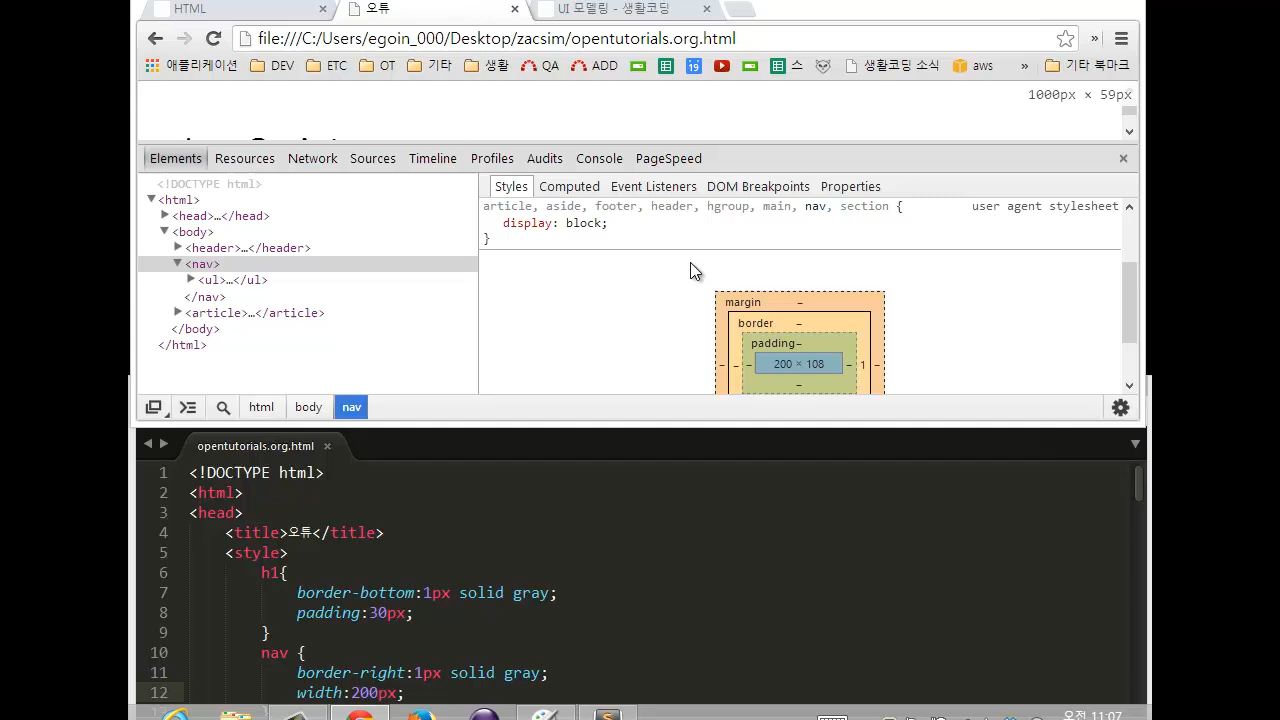 HTML × 오튜 × UI 모델링 - 생활코딩 ×
file:///C:/Users/egoin_000/Desktop/zacsim/opentutorials.org.html »
애플리케이션 DEV ETC OT 기타 생활 QA ADD 19 스 생활코딩 소식 aws » 기타 북마크
1000px × 59px
Elements Resources Network Sources Timeline Profiles Audits Console PageSpeed ×
<!DOCTYPE html>
<html>
<head>…</head>
<body>
<header>…</header>
<nav>
<ul>…</ul>
</nav>
<article>…</article>
</body>
</html>
Styles Computed Event Listeners DOM Breakpoints Properties
article, aside, footer, header, hgroup, main, nav, section { user agent stylesheet
display: block;
}
margin –
border –
padding –
– – – 200 × 108 – 1 –
–
html body nav
opentutorials.org.html ×
1 <!DOCTYPE html>
2 <html>
3 <head>
4 <title>오튜</title>
5 <style>
6 h1{
7 border-bottom:1px solid gray;
8 padding:30px;
9 }
10 nav {
11 border-right:1px solid gray;
12 width:200px;
오전 11:07